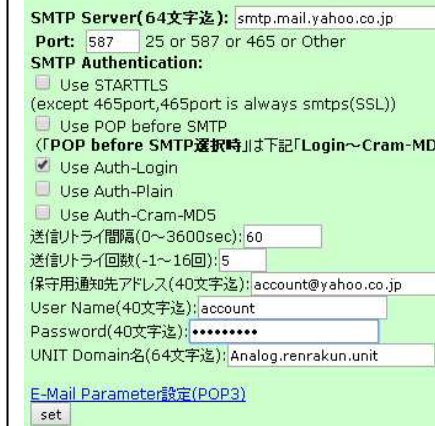 SMTP Server(64文字迄): smtp.mail.yahoo.co.jp
Port: 587 25 or 587 or 465 or Other
SMTP Authentication:
Use STARTTLS
(except 465port,465port is always smtps(SSL))
Use POP before SMTP
(「POP before SMTP選択時」は下記「Login～Cram-MD
Use Auth-Login
Use Auth-Plain
Use Auth-Cram-MD5
送信リトライ間隔(0～3600sec): 60
送信リトライ回数(-1～16回): 5
保守用通知先アドレス(40文字迄): account@yahoo.co.jp
User Name(40文字迄): account
Password(40文字迄): •••••••••
UNIT Domain名(64文字迄): Analog.renrakun.unit
E-Mail Parameter設定(POP3)
set